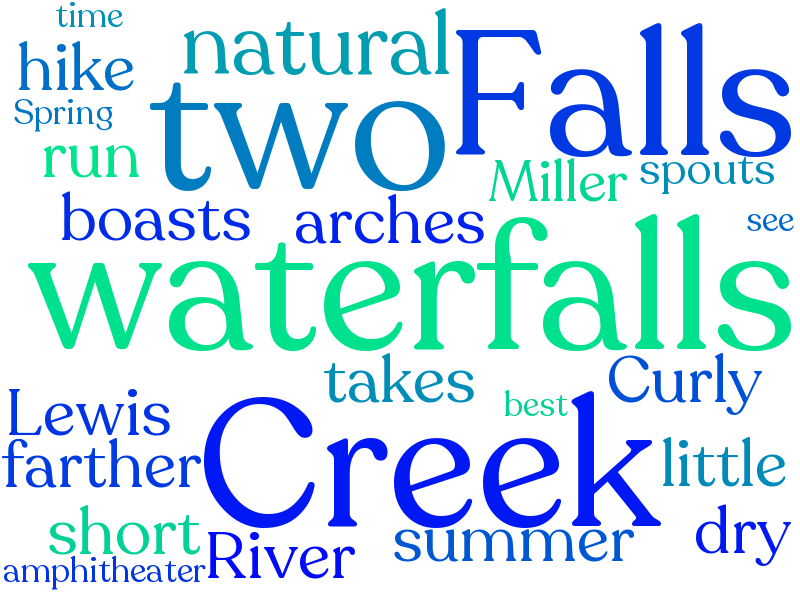 time
natural
Falls
hike
two
Spring
run
Miller
spouts
boasts
arches
see
waterfalls
takes
Curly
Lewis
best
Creek
farther
little
short
River
summer
dry
amphitheater